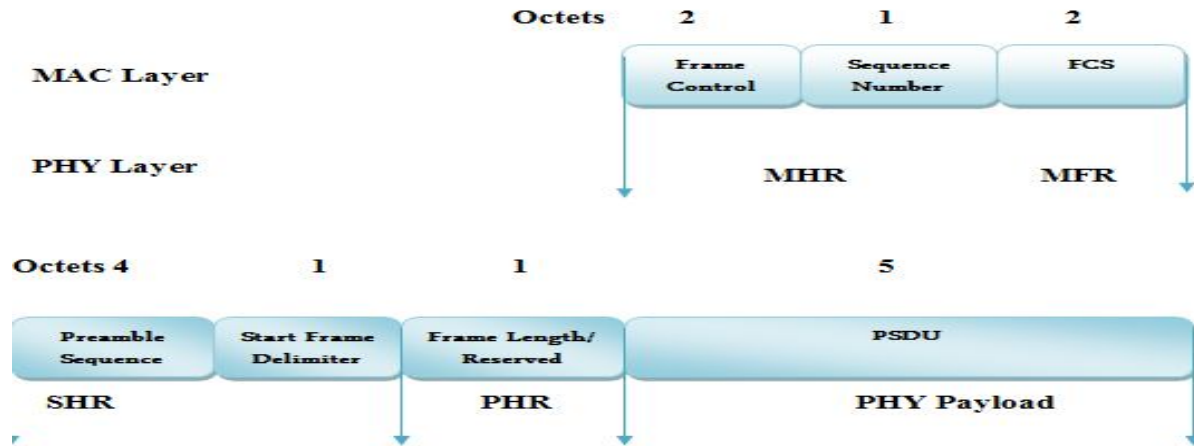 Octets 2 1 2
MAC Layer
Frame Control
Sequence Number
FCS
PHY Layer
MHR MFR
Octets 4 1 1 5
Preamble Sequence
Start Frame Delimiter
Frame Length/ Reserved
PSDU
SHR PHR PHY Payload